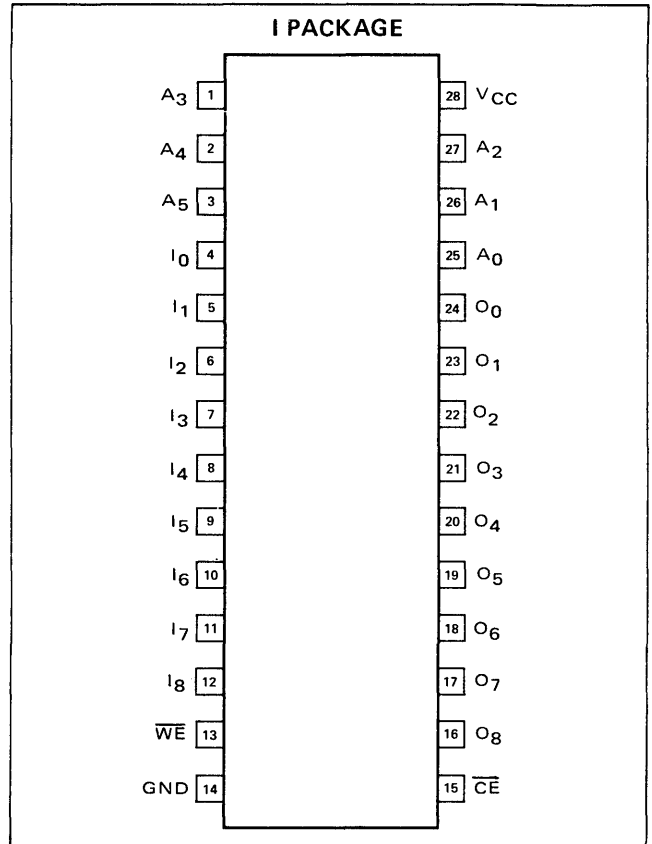 I PACKAGE
A3 1 28 VCC
A4 2 27 A2
A5 3 26 A1
I0 4 25 A0
I1 5 24 O0
I2 6 23 O1
I3 7 22 O2
I4 8 21 O3
I5 9 20 O4
I6 10 19 O5
I7 11 18 O6
I8 12 17 O7
W̅E̅ 13 16 O8
GND 14 15 C̅E̅